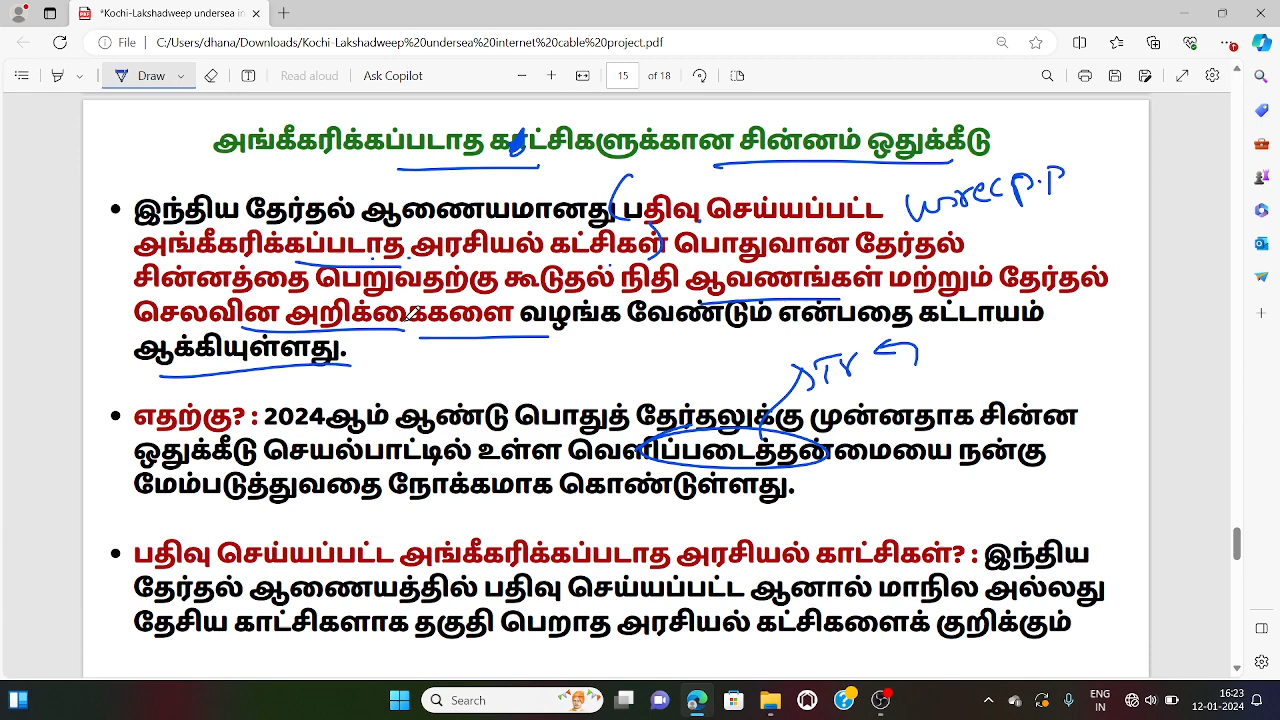 *Kochi-Lakshadweep undersea in
File C:/Users/dhana/Downloads/Kochi-Lakshadweep%20undersea%20internet%20cable%20project.pdf
Draw Read aloud Ask Copilot 15 of 18
அங்கீகரிக்கப்படாத காட்சிகளுக்கான சின்னம் ஒதுக்கீடு
• இந்திய தேர்தல் ஆணையமானது பதிவு செய்யப்பட்ட
அங்கீகரிக்கப்படாத அரசியல் கட்சிகள் பொதுவான தேர்தல்
சின்னத்தை பெறுவதற்கு கூடுதல் நிதி ஆவணங்கள் மற்றும் தேர்தல்
செலவின அறிக்கைகளை வழங்க வேண்டும் என்பதை கட்டாயம்
ஆக்கியுள்ளது.
• எதற்கு? : 2024ஆம் ஆண்டு பொதுத் தேர்தலுக்கு முன்னதாக சின்ன
ஒதுக்கீடு செயல்பாட்டில் உள்ள வெளிப்படைத்தன்மையை நன்கு
மேம்படுத்துவதை நோக்கமாக கொண்டுள்ளது.
• பதிவு செய்யப்பட்ட அங்கீகரிக்கப்படாத அரசியல் காட்சிகள்? : இந்திய
தேர்தல் ஆணையத்தில் பதிவு செய்யப்பட்ட ஆனால் மாநில அல்லது
தேசிய காட்சிகளாக தகுதி பெறாத அரசியல் கட்சிகளைக் குறிக்கும்
Search
ENG
IN
16:23
12-01-2024